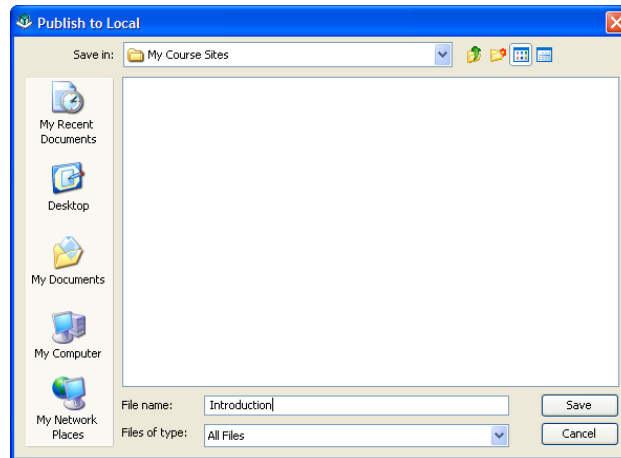 Publish to Local
Save in:
My Course Sites
My Recent
Documents
Desktop
My Documents
My Computer
My Network
Places
File name:
Introduction
Save
Files of type:
All Files
Cancel